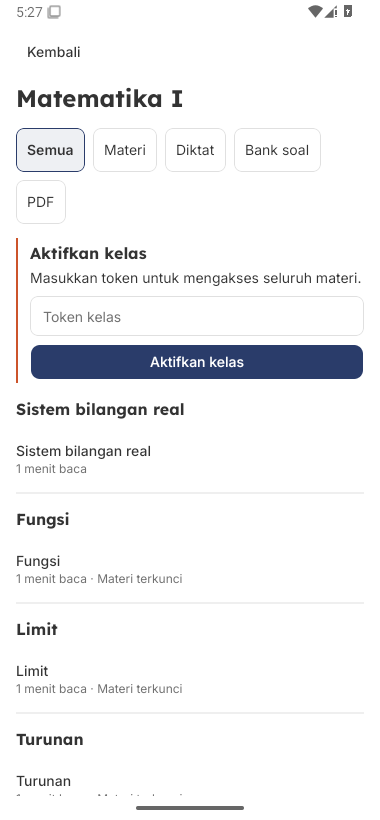 5:27
Kembali
Matematika I
Semua
Materi
Diktat
Bank soal
PDF
Aktifkan kelas
Masukkan token untuk mengakses seluruh materi.
Token kelas
Aktifkan kelas
Sistem bilangan real
Sistem bilangan real
1 menit baca
Fungsi
Fungsi
1 menit baca · Materi terkunci
Limit
Limit
1 menit baca · Materi terkunci
Turunan
Turunan